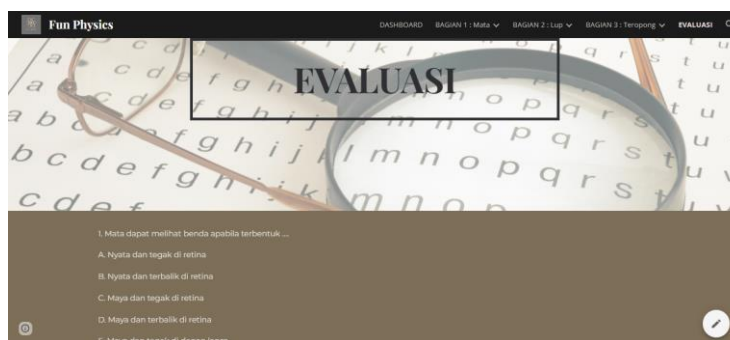 Fun Physics
DASHBOARD BAGIAN 1 : Mata BAGIAN 2 : Lup BAGIAN 3 : Teropong EVALUASI
EVALUASI
1. Mata dapat melihat benda apabila terbentuk ....
A. Nyata dan tegak di retina
B. Nyata dan terbalik di retina
C. Maya dan tegak di retina
D. Maya dan terbalik di retina